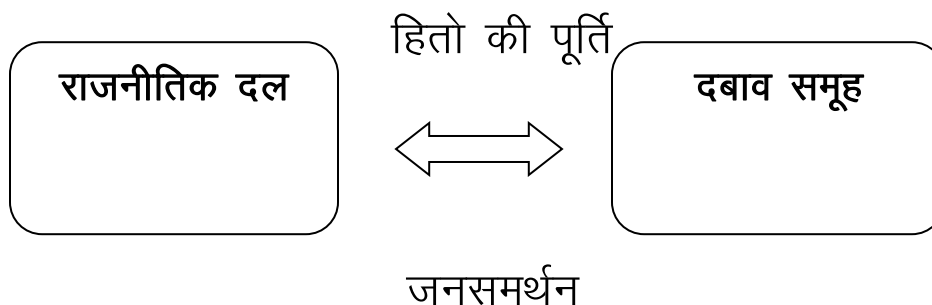 हितो की पूर्ति
राजनीतिक दल
दबाव समूह
जनसमर्थन